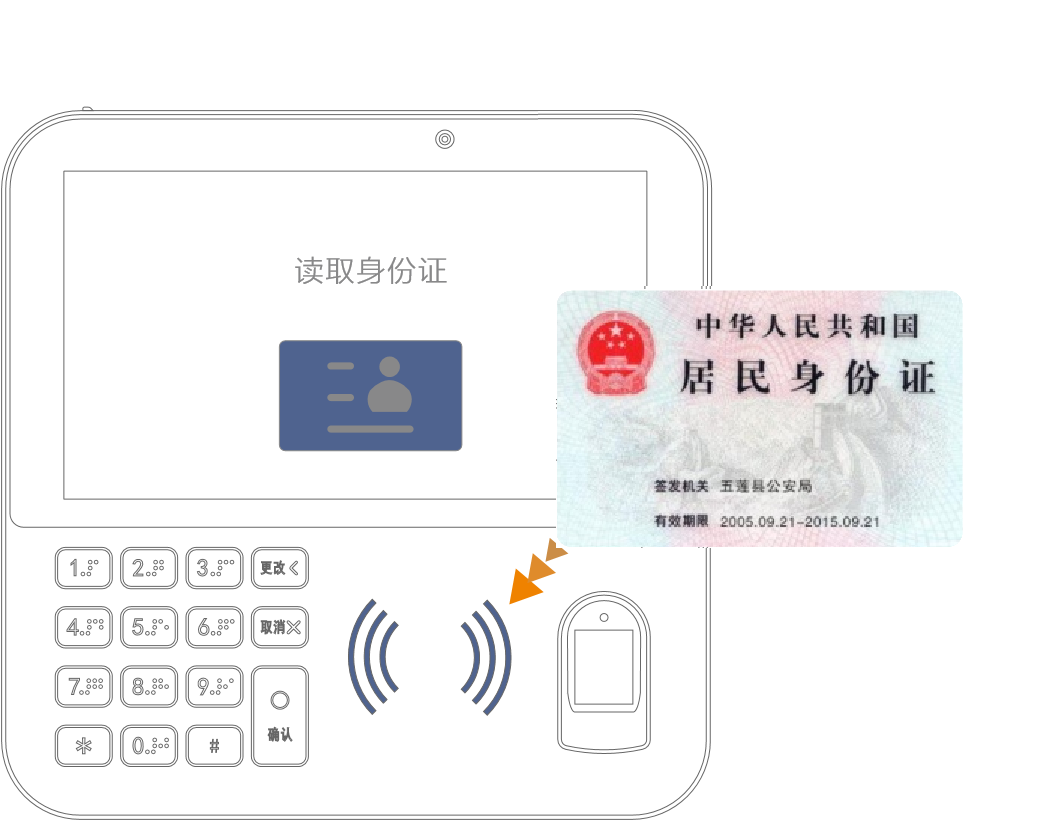 读取身份证
中华人民共和国
居民身份证
签发机关 五莲县公安局
有效期限 2005.09.21-2015.09.21
1 2 3 更改<
4 5 6 取消×
7 8 9
确认
* 0 #